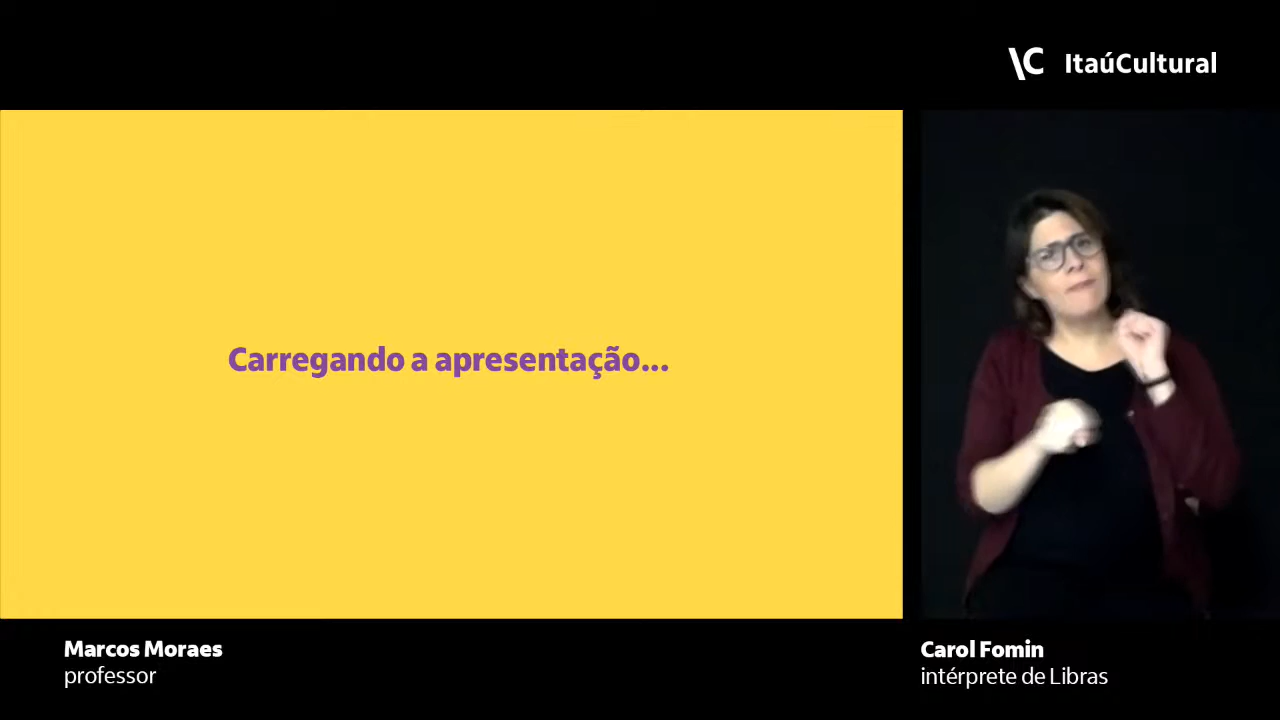 \C ItaúCultural
Carregando a apresentação...
Marcos Moraes
professor
Carol Fomin
intérprete de Libras